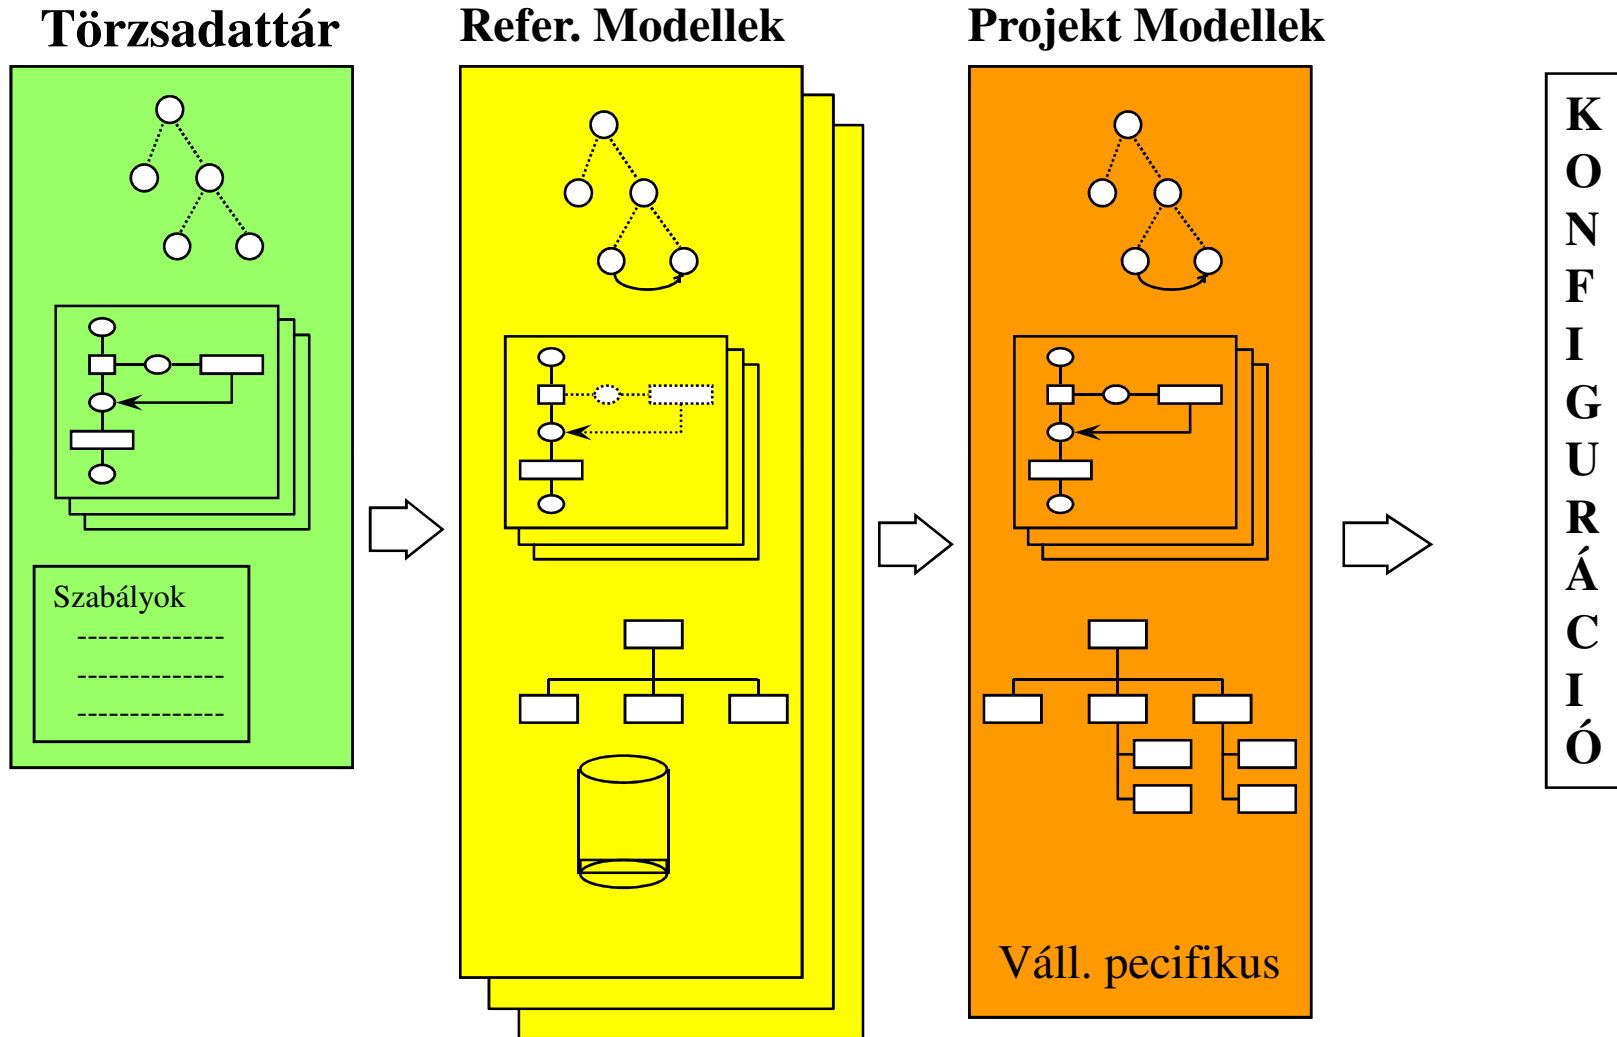 Törzsadattár
Refer. Modellek
Projekt Modellek
Szabályok
--------------
--------------
--------------
Váll. pecifikus
K
O
N
F
I
G
U
R
Á
C
I
Ó